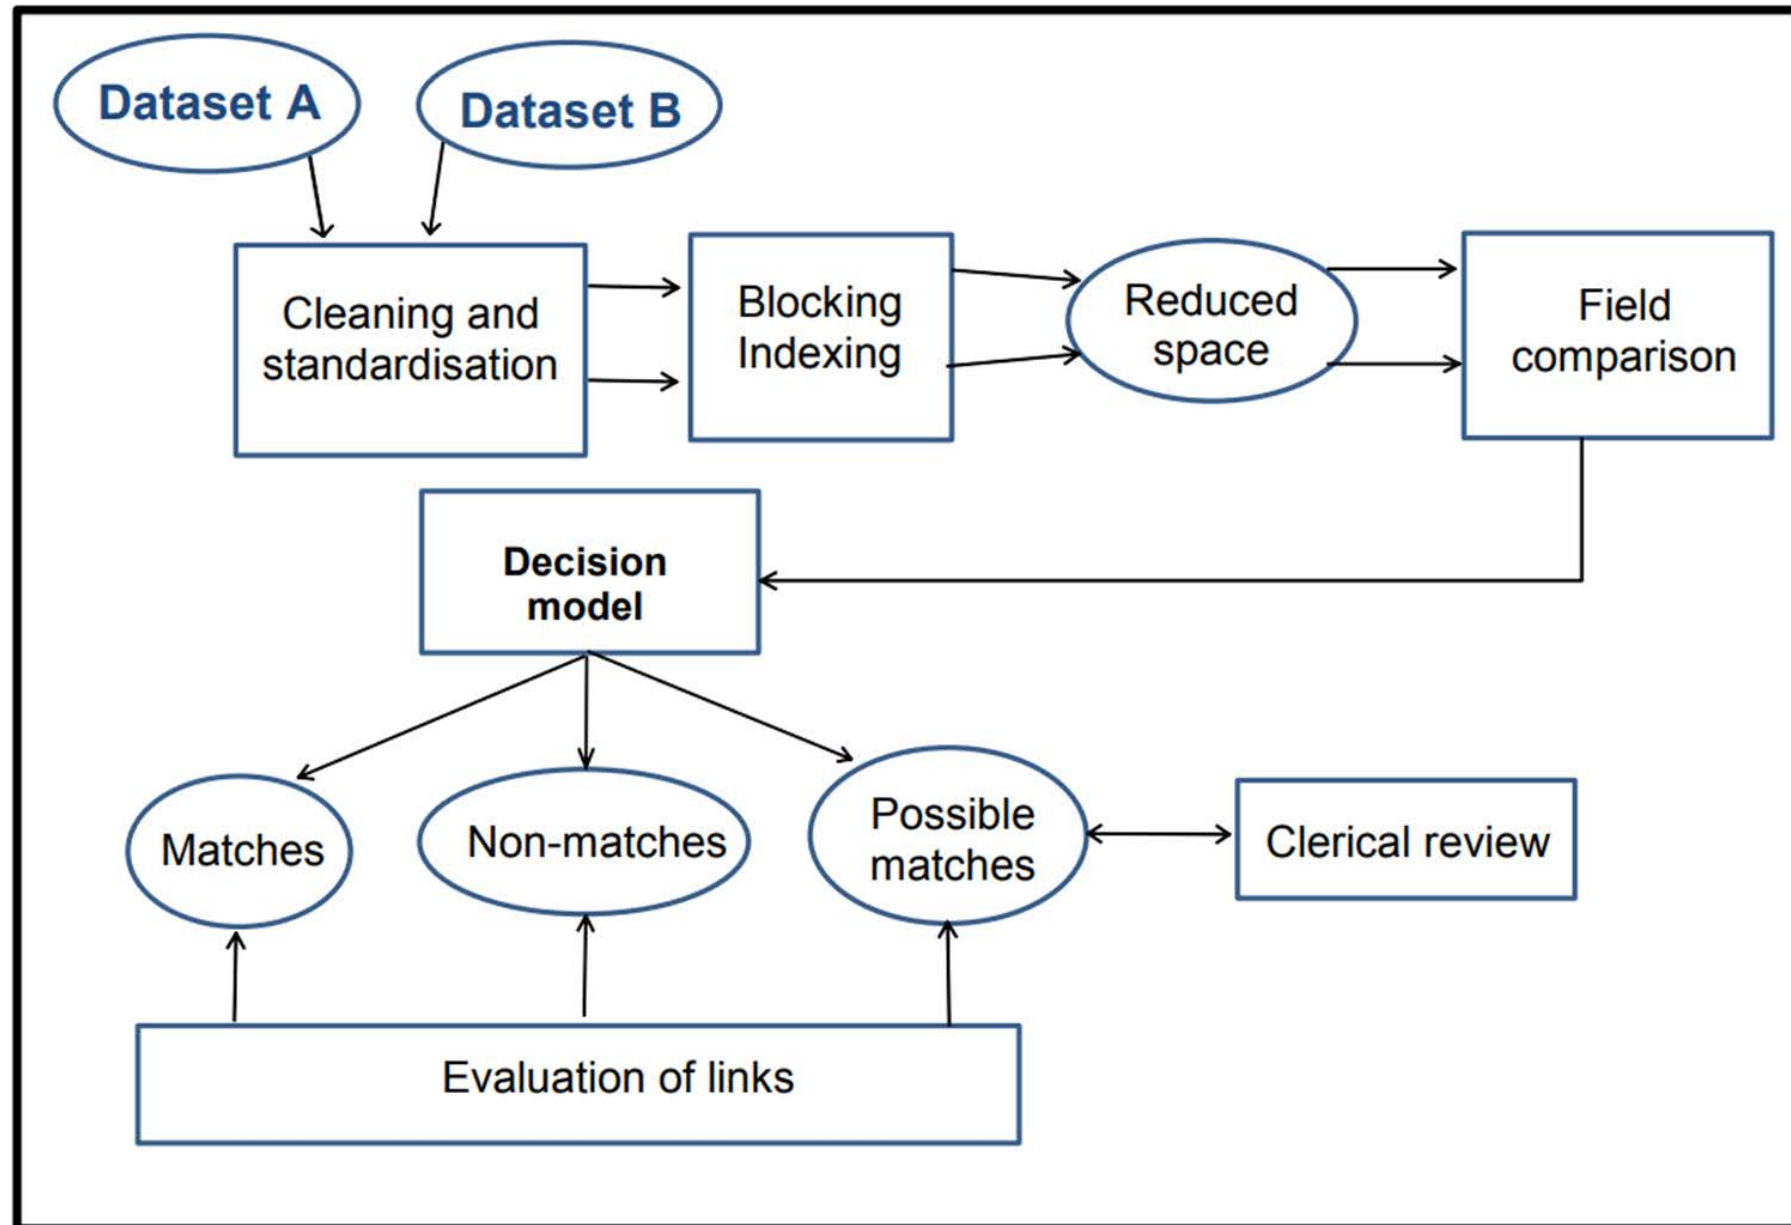 Dataset A
Dataset B
Cleaning and
standardisation
Blocking
Indexing
Reduced
space
Field
comparison
Decision
model
Matches
Non-matches
Possible
matches
Clerical review
Evaluation of links